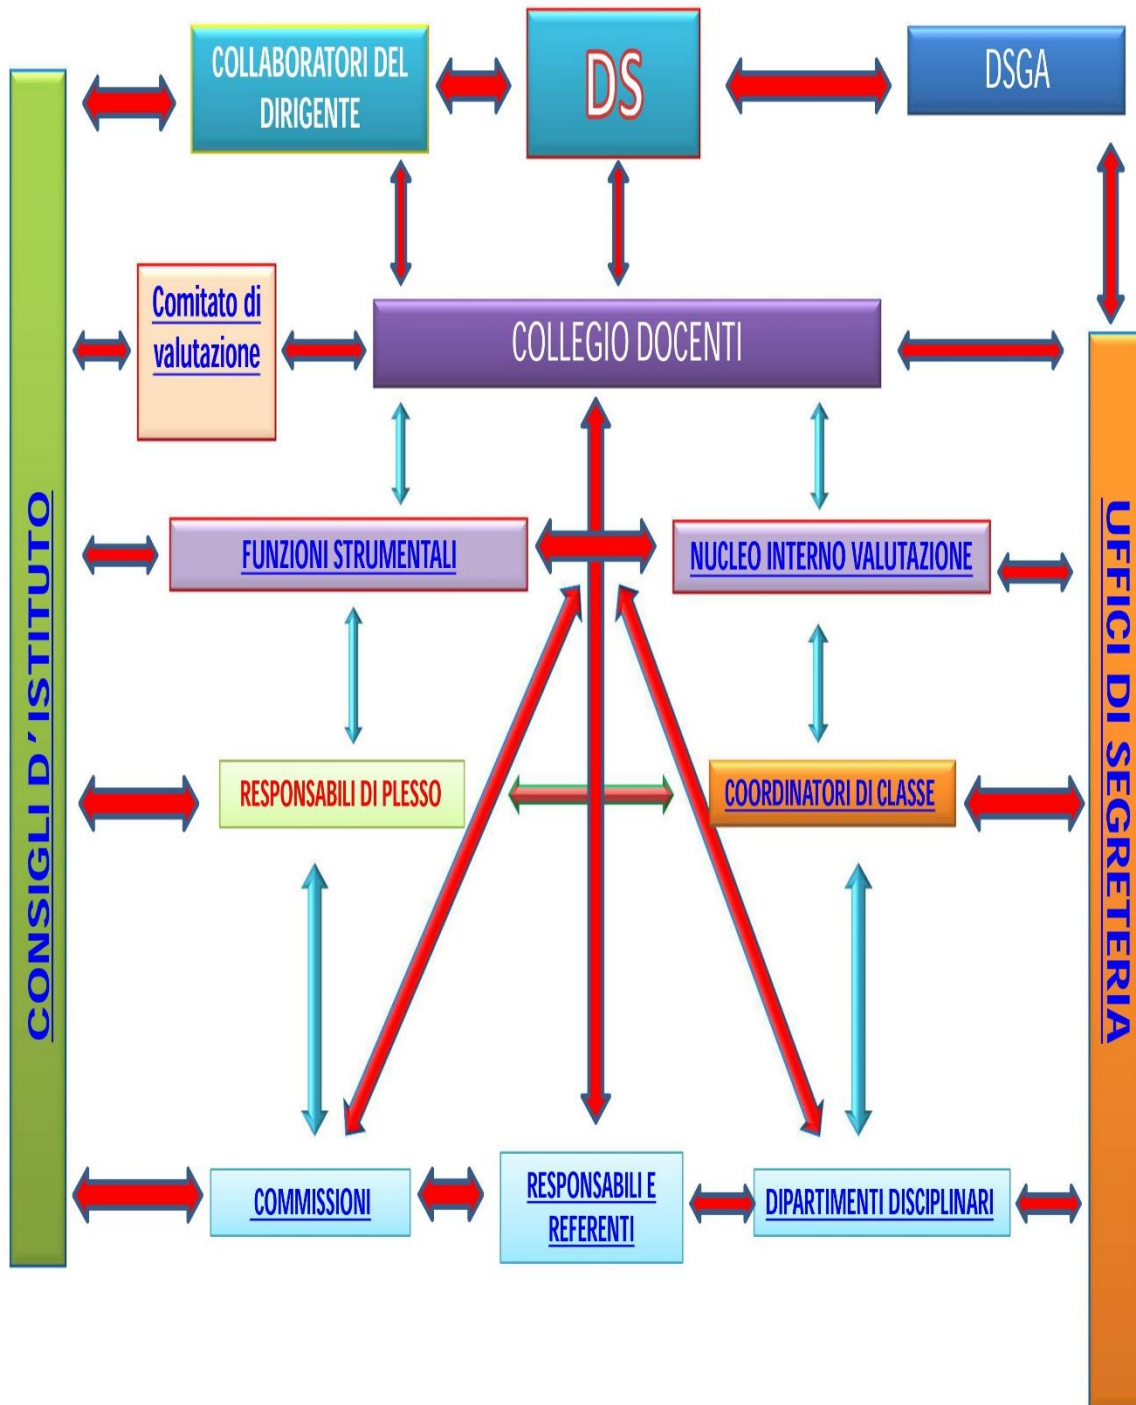 COLLABORATORI DEL
DIRIGENTE
DS
DSGA
Comitato di
valutazione
COLLEGIO DOCENTI
CONSIGLI D´ISTITUTO
UFFICI DI SEGRETERIA
FUNZIONI STRUMENTALI
NUCLEO INTERNO VALUTAZIONE
RESPONSABILI DI PLESSO
COORDINATORI DI CLASSE
COMMISSIONI
RESPONSABILI E
REFERENTI
DIPARTIMENTI DISCIPLINARI